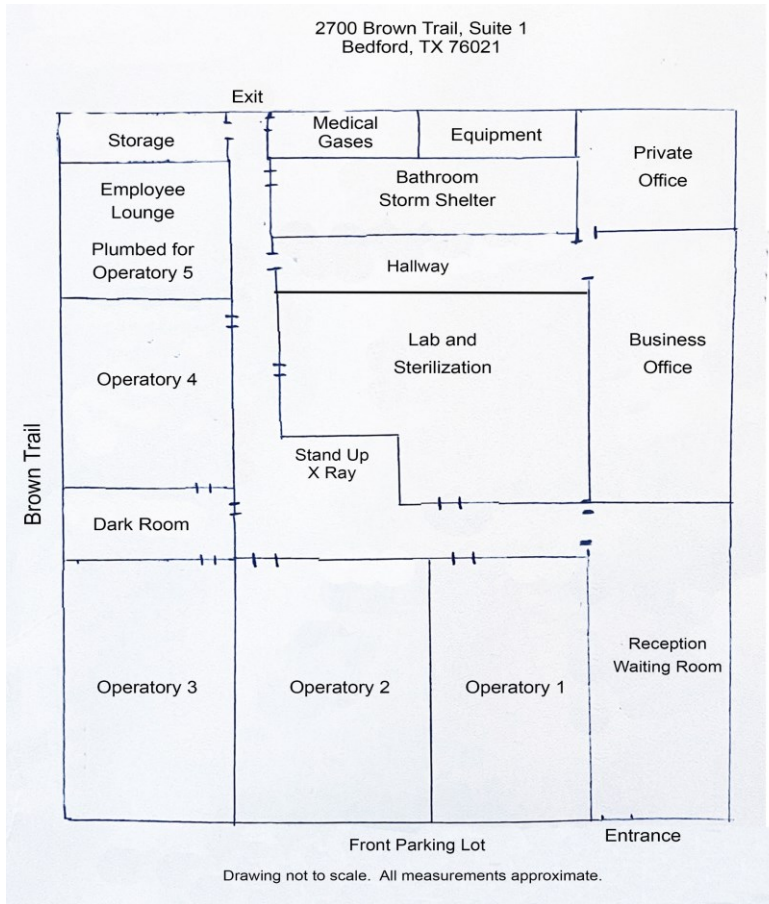 2700 Brown Trail, Suite 1
Bedford, TX 76021
Exit
Storage
Medical
Gases
Equipment
Private
Office
Employee
Lounge
Plumbed for
Operatory 5
Bathroom
Storm Shelter
Hallway
Operatory 4
Lab and
Sterilization
Business
Office
Brown Trail
Stand Up
X Ray
Dark Room
Operatory 3
Operatory 2
Operatory 1
Reception
Waiting Room
Front Parking Lot
Entrance
Drawing not to scale. All measurements approximate.